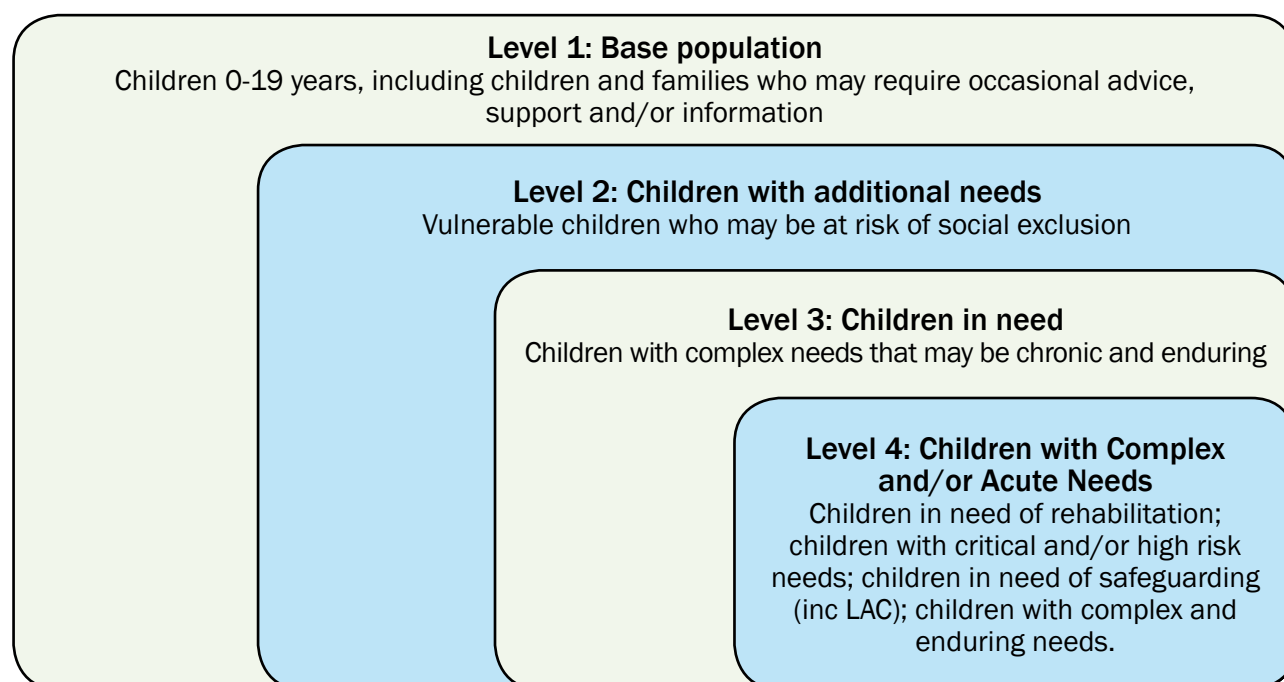 Level 1: Base population
Children 0-19 years, including children and families who may require occasional advice,
support and/or information
Level 2: Children with additional needs
Vulnerable children who may be at risk of social exclusion
Level 3: Children in need
Children with complex needs that may be chronic and enduring
Level 4: Children with Complex
and/or Acute Needs
Children in need of rehabilitation;
children with critical and/or high risk
needs; children in need of safeguarding
(inc LAC); children with complex and
enduring needs.